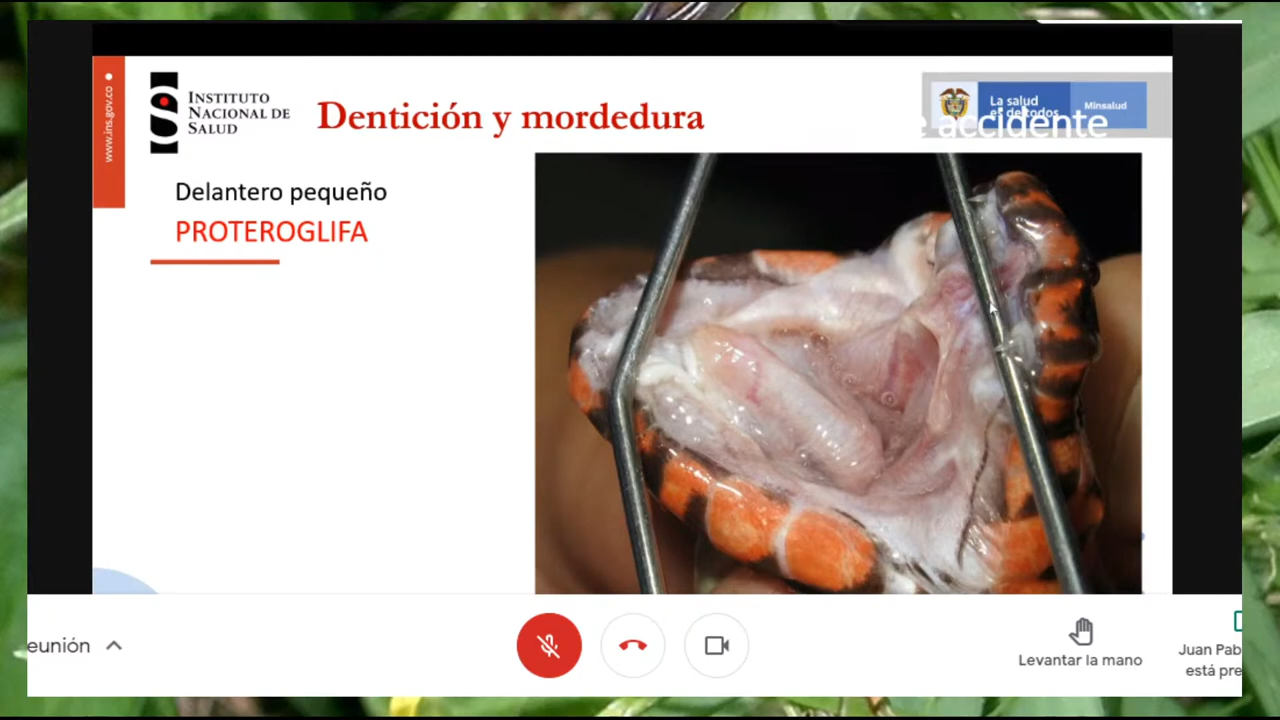 www.ins.gov.co
INSTITUTO
NACIONAL DE
SALUD
Dentición y mordedura
La salud
es de todos
Minsalud
accidente
Delantero pequeño
PROTEROGLIFA
eunión
Levantar la mano
Juan Pab
está pre